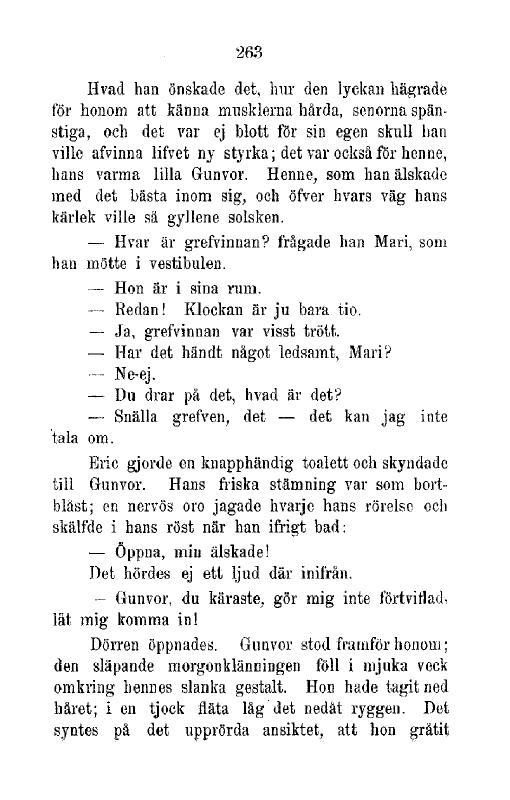 263
Hvad han önskade det, hur den lyckan hägrade
för honom att känna musklerna hårda, senorna spän-
stiga, och det var ej blott för sin egen skull han
ville afvinna lifvet ny styrka; det var också för henne,
hans varma lilla Gunvor. Henne, som han älskade
med det bästa inom sig, och öfver hvars väg hans
kärlek ville så gyllene solsken.
— Hvar är grefvinnan? frågade han Mari, som
han mötte i vestibulen.
— Hon är i sina rum.
— Redan! Klockan är ju bara tio.
— Ja, grefvinnan var visst trött.
— Har det händt något ledsamt, Mari?
— Ne-ej.
— Du drar på det, hvad är det?
— Snälla grefven, det — det kan jag inte
tala om.
Eric gjorde en knapphändig toalett och skyndade
till Gunvor. Hans friska stämning var som bort-
blåst; en nervös oro jagade hvarje hans rörelse och
skälfde i hans röst när han ifrigt bad:
— Öppna, min älskade!
Det hördes ej ett ljud där inifrån.
— Gunvor, du käraste, gör mig inte förtviflad,
låt mig komma in!
Dörren öppnades. Gunvor stod framför honom;
den släpande morgonklänningen föll i mjuka veck
omkring hennes slanka gestalt. Hon hade tagit ned
håret; i en tjock fläta låg det nedåt ryggen. Det
syntes på det upprörda ansiktet, att hon gråtit